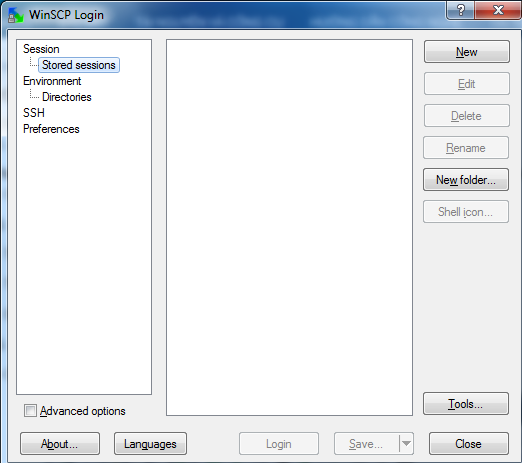 WinSCP Login
Session
Stored sessions
Environment
Directories
SSH
Preferences
New
Edit
Delete
Rename
New folder...
Shell icon...
Advanced options
Tools...
About...
Languages
Login
Save...
Close